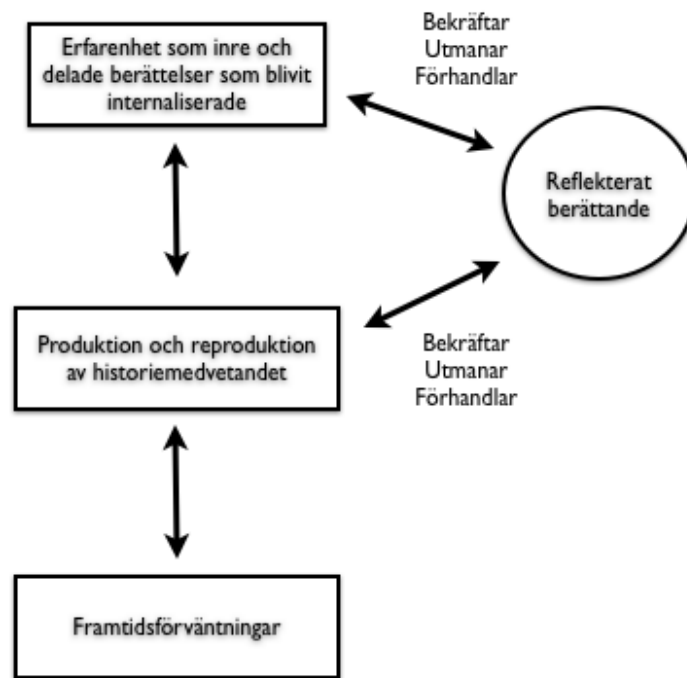 Erfarenhet som inre och
delade berättelser som blivit
internaliserade
Bekräftar
Utmanar
Förhandlar
Reflekterat
berättande
Produktion och reproduktion
av historiemedvetandet
Bekräftar
Utmanar
Förhandlar
Framtidsförväntningar